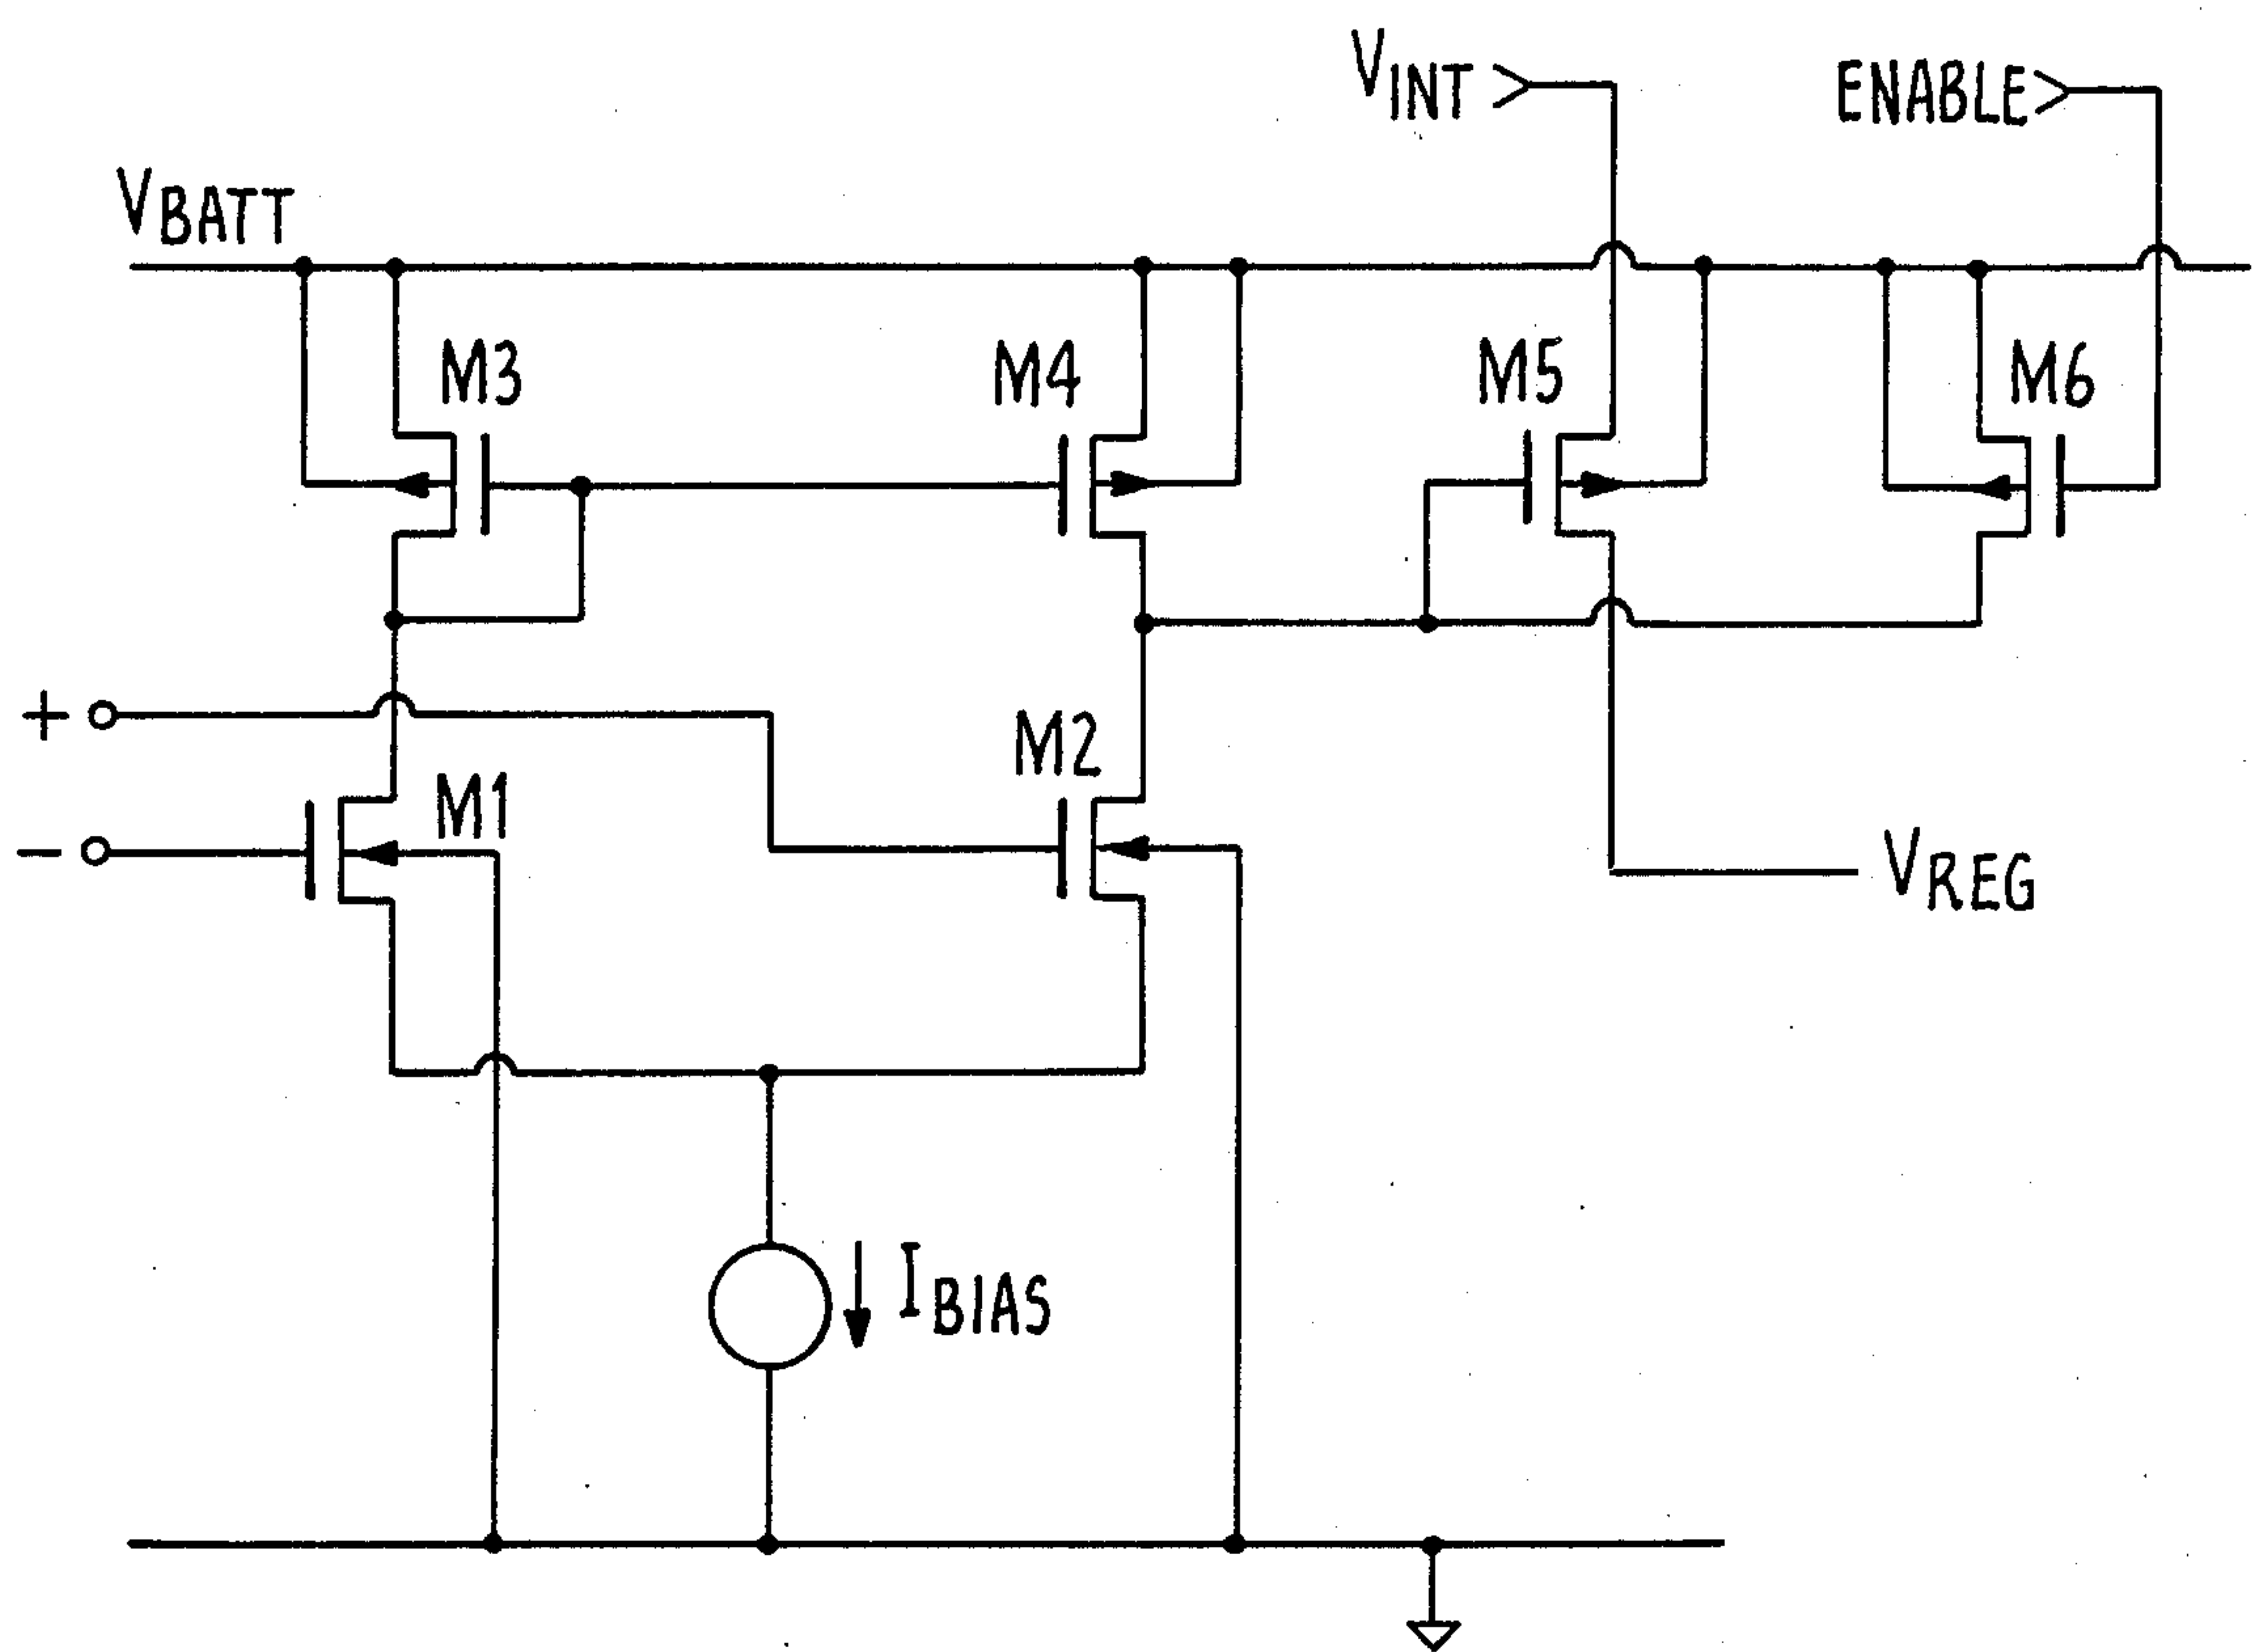 VINT
ENABLE
VBATT
M3
M4
M5
M6
+
M2
M1
-
VREG
IBIAS